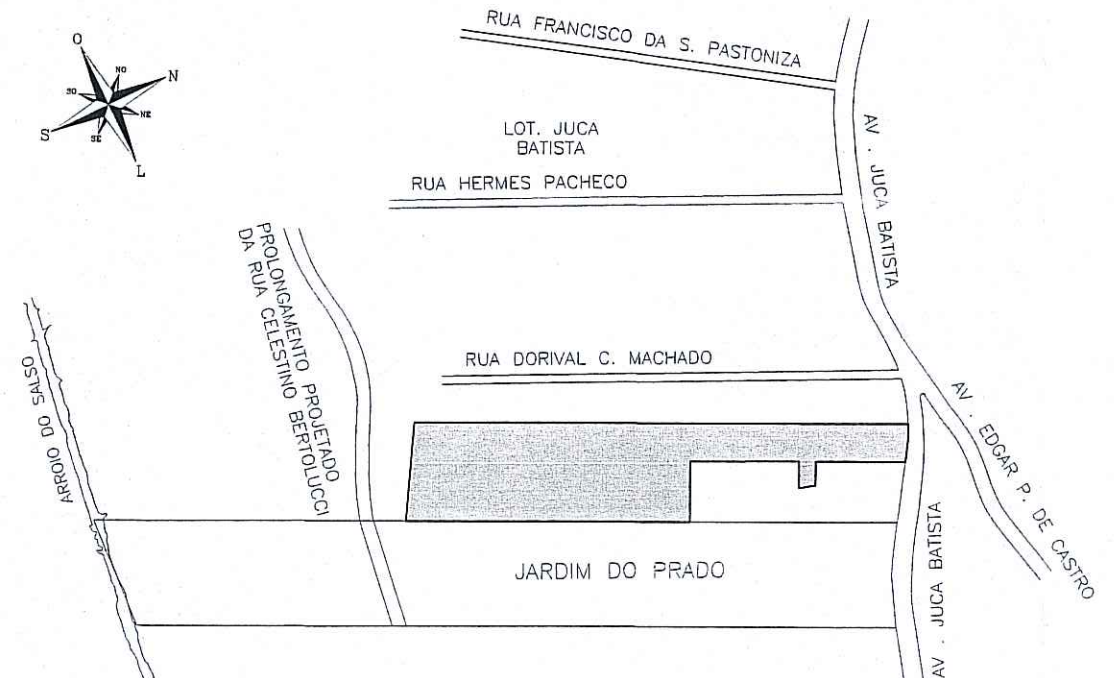 RUA FRANCISCO DA S. PASTONIZA
O
NO
N
SO
NE
S
SE
L
LOT. JUCA
BATISTA
AV . JUCA BATISTA
RUA HERMES PACHECO
PROLONGAMENTO PROJETADO
DA RUA CELESTINO BERTOLUCCI
ARROIO DO SALSO
RUA DORIVAL C. MACHADO
AV . EDGAR P. DE CASTRO
JARDIM DO PRADO
AV . JUCA BATISTA